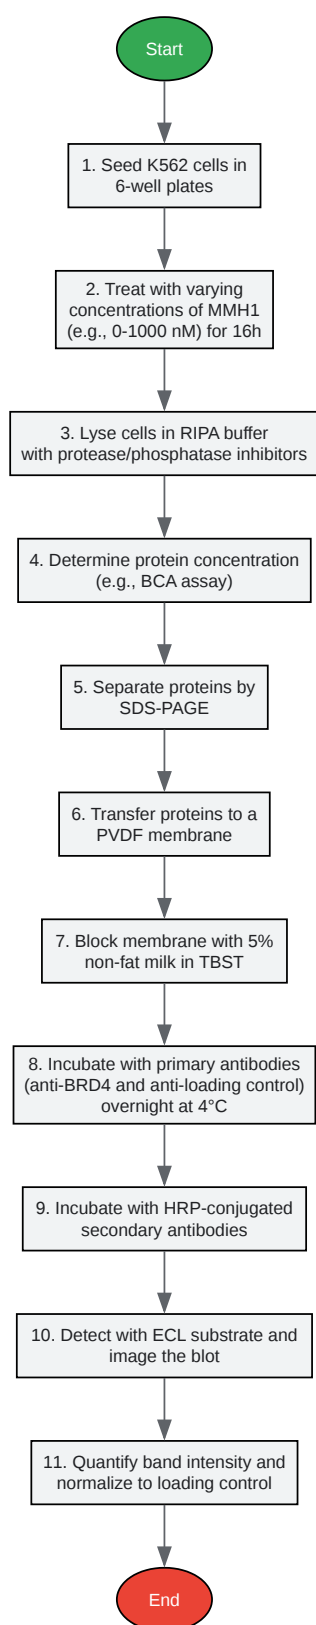 Start
1. Seed K562 cells in
6-well plates
2. Treat with varying
concentrations of MMH1
(e.g., 0-1000 nM) for 16h
3. Lyse cells in RIPA buffer
with protease/phosphatase inhibitors
4. Determine protein concentration
(e.g., BCA assay)
5. Separate proteins by
SDS-PAGE
6. Transfer proteins to a
PVDF membrane
7. Block membrane with 5%
non-fat milk in TBST
8. Incubate with primary antibodies
(anti-BRD4 and anti-loading control)
overnight at 4°C
9. Incubate with HRP-conjugated
secondary antibodies
10. Detect with ECL substrate and
image the blot
11. Quantify band intensity and
normalize to loading control
End